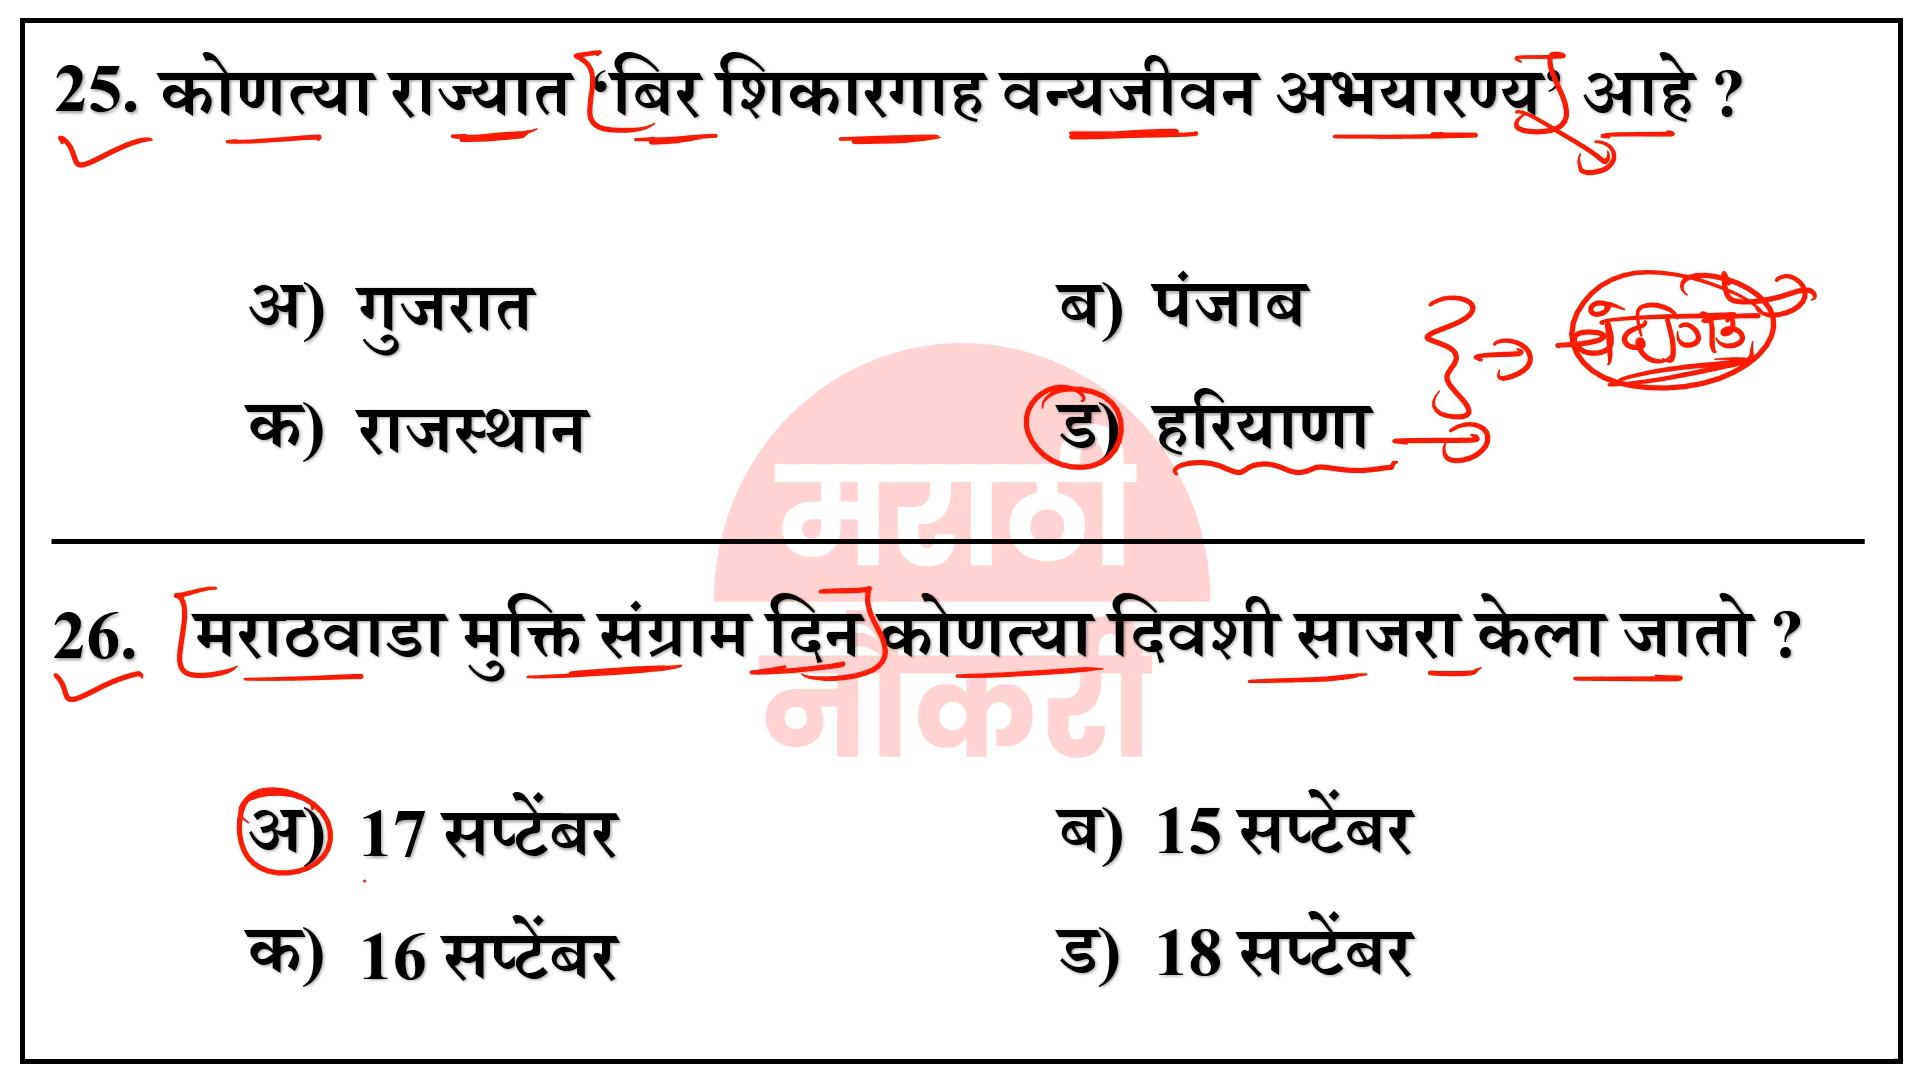 25. कोणत्या राज्यात ‘बिर शिकारगाह वन्यजीवन अभयारण्य’ आहे ?
अ) गुजरात
ब) पंजाब
क) राजस्थान
ड) हरियाणा
चंदीगड
मराठी
नौकरी
26. मराठवाडा मुक्ति संग्राम दिन कोणत्या दिवशी साजरा केला जातो ?
अ) 17 सप्टेंबर
ब) 15 सप्टेंबर
क) 16 सप्टेंबर
ड) 18 सप्टेंबर